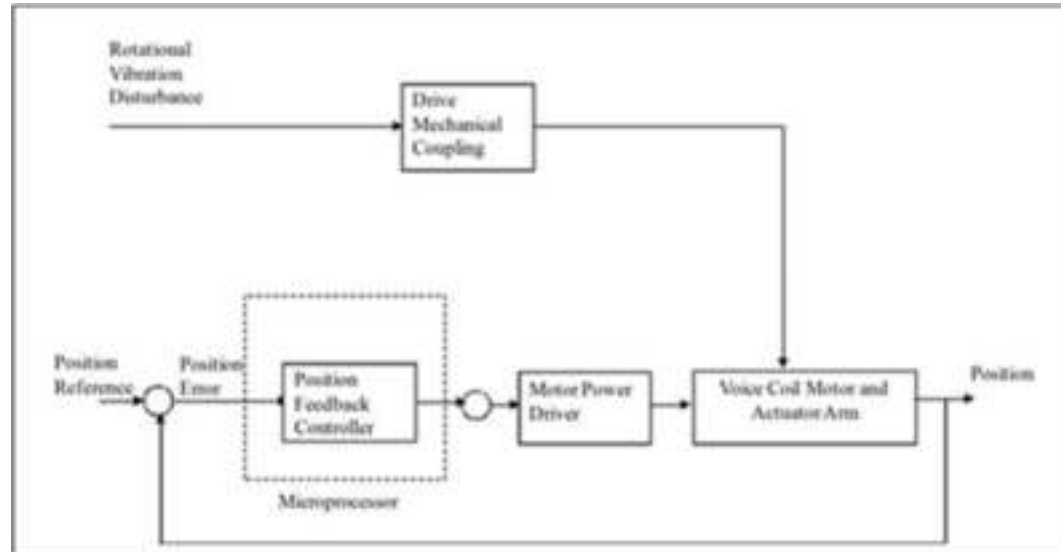 Rotational
Vibration
Disturbance
Drive
Mechanical
Coupling
Position
Reference
Position
Error
Position
Feedback
Controller
Motor Power
Driver
Voice Coil Motor and
Actuator Arm
Position
Microprocessor